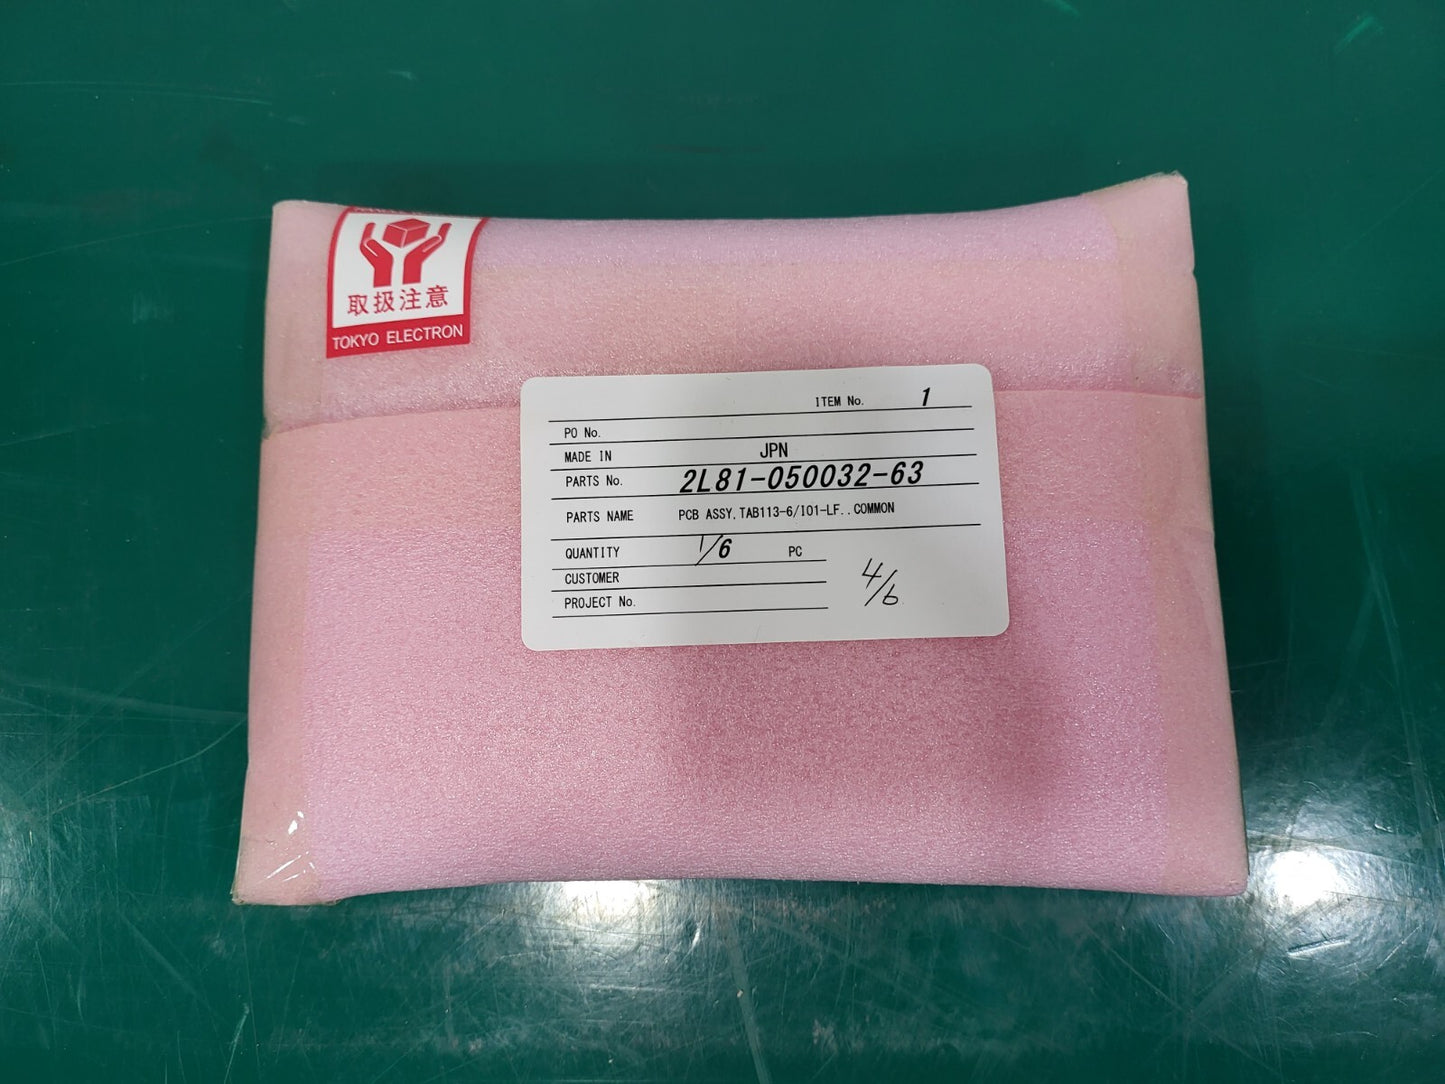 取扱注意
TOKYO ELECTRON
ITEM No. 1
PO No.
MADE IN JPN
PARTS No. 2L81-050032-63
PARTS NAME PCB ASSY,TAB113-6/IO1-LF..COMMON
QUANTITY 1/6 PC
CUSTOMER
4/6
PROJECT No.